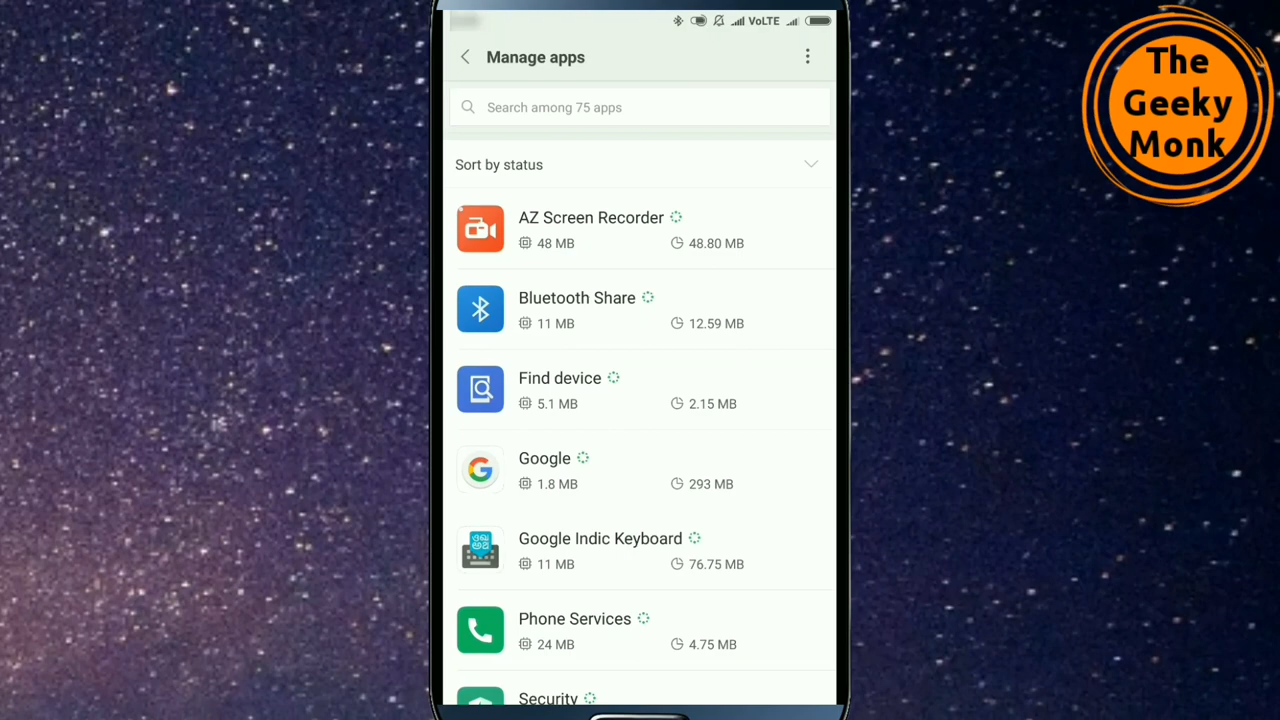 VoLTE
Manage apps
Search among 75 apps
Sort by status
AZ Screen Recorder
48 MB 48.80 MB
Bluetooth Share
11 MB 12.59 MB
Find device
5.1 MB 2.15 MB
Google
1.8 MB 293 MB
Google Indic Keyboard
11 MB 76.75 MB
Phone Services
24 MB 4.75 MB
Security
The
Geeky
Monk